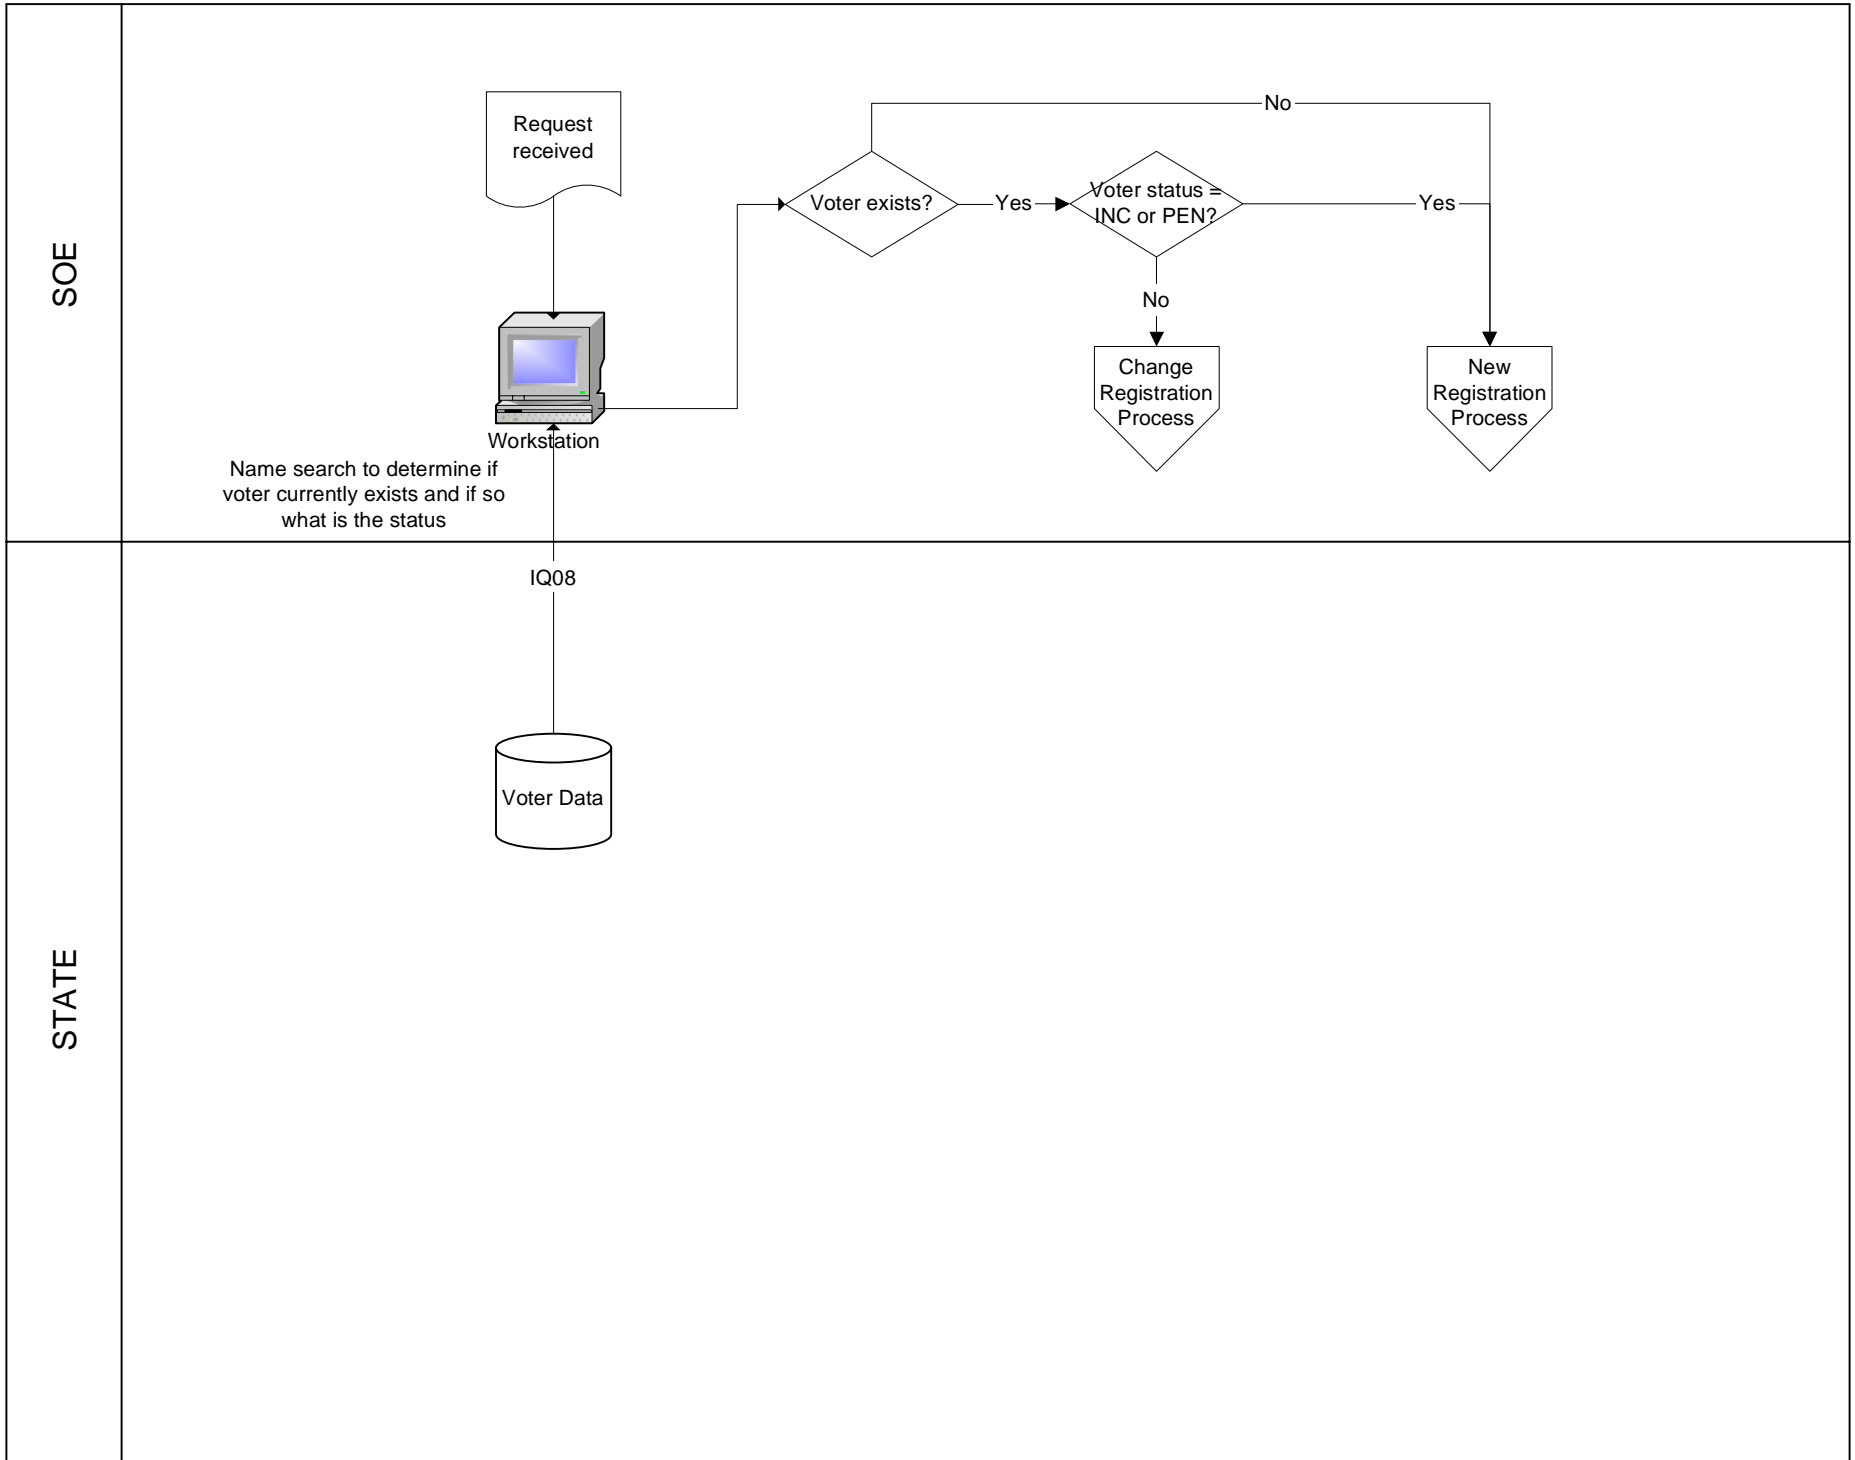 SOE
Request
received
No
Voter exists?
Yes
Voter status =
INC or PEN?
Yes
No
Change
Registration
Process
New
Registration
Process
Workstation
Name search to determine if
voter currently exists and if so
what is the status
STATE
IQ08
Voter Data